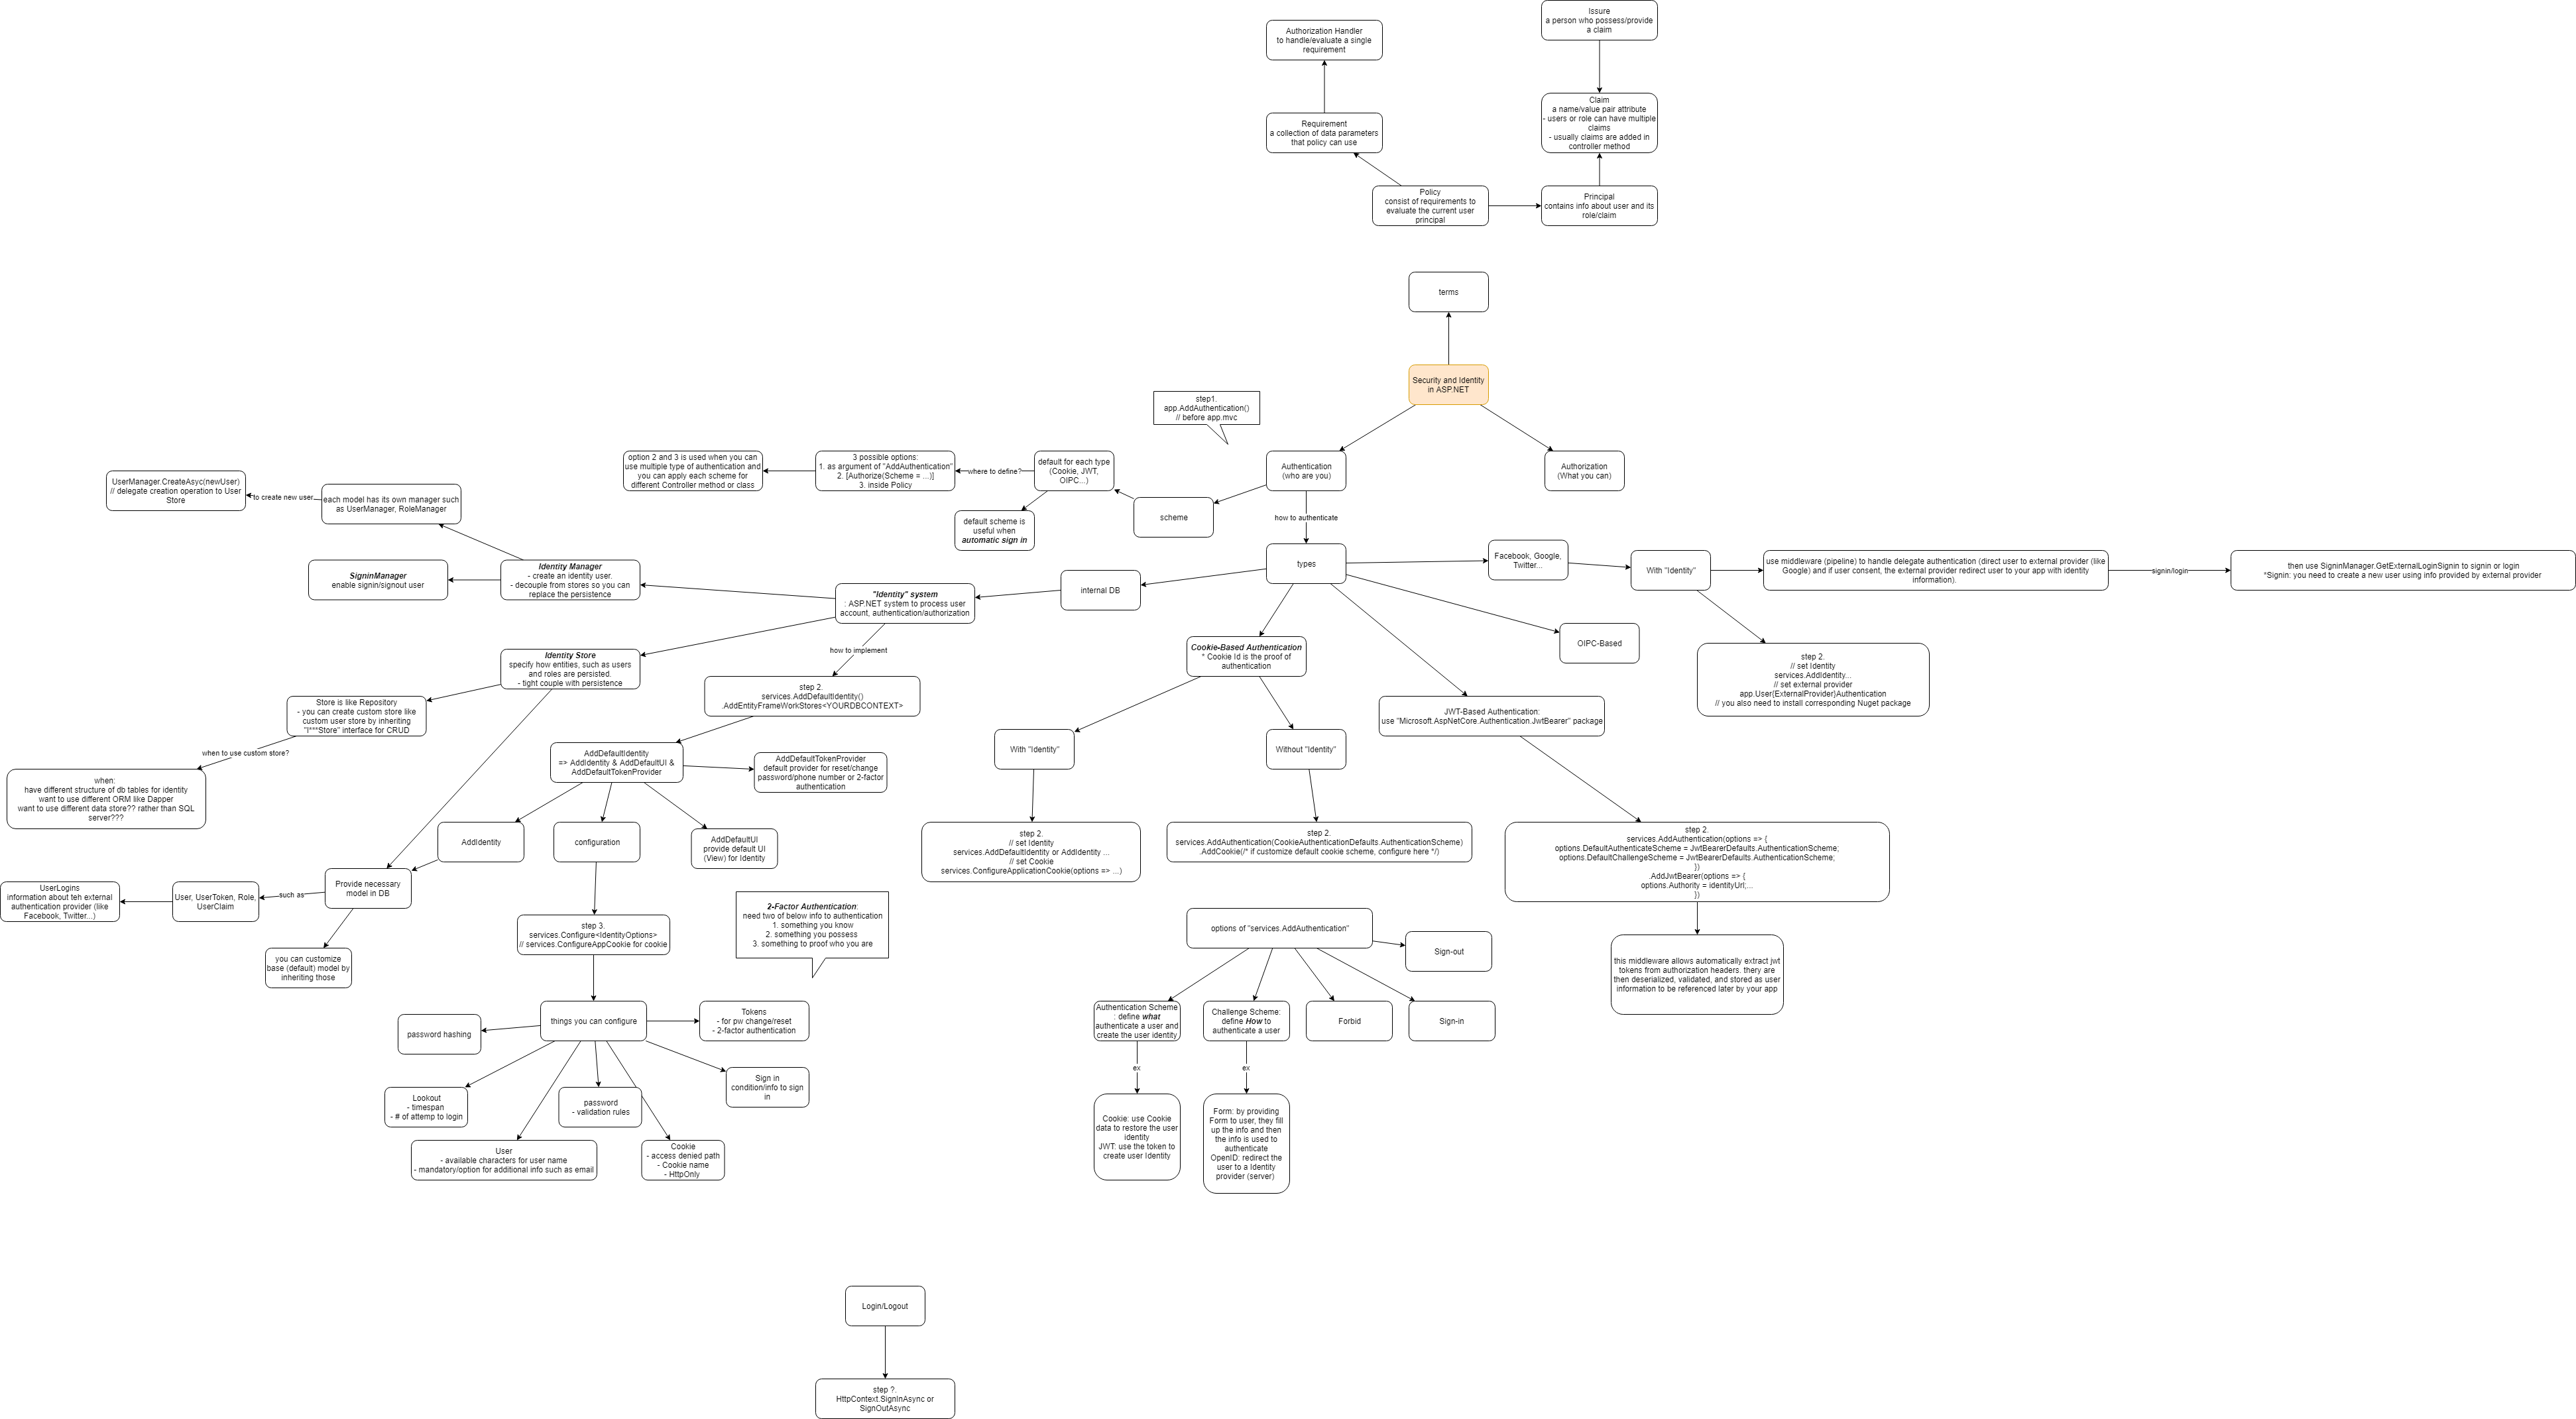 Issure
a person who possess/provide
a claim
Authorization Handler
to handle/evaluate a single
requirement
Claim
a name/value pair attribute
- users or role can have multiple
claims
- usually claims are added in
controller method
Requirement
a collection of data parameters
that policy can use
Policy
consist of requirements to
evaluate the current user
principal
Principal
contains info about user and its
role/claim
terms
Security and Identity
in ASP.NET
step1.
app.AddAuthentication()
// before app.mvc
Authentication
(who are you)
Authorization
(What you can)
how to authenticate
scheme
default for each type
(Cookie, JWT,
OIPC...)
where to define?
3 possible options:
1. as argument of "AddAuthentication"
2. [Authorize(Scheme = ...)]
3. inside Policy
option 2 and 3 is used when you can
use multiple type of authentication and
you can apply each scheme for
different Controller method or class
default scheme is
useful when
automatic sign in
UserManager.CreateAsyc(newUser)
// delegate creation operation to User
Store
to create new user
each model has its own manager such
as UserManager, RoleManager
SigninManager
enable signin/signout user
Identity Manager
- create an identity user.
- decouple from stores so you can
replace the persistence
"Identity" system
: ASP.NET system to process user
account, authentication/authorization
internal DB
types
Facebook, Google,
Twitter...
With "Identity"
use middleware (pipeline) to handle delegate authentication (direct user to external provider (like
Google) and if user consent, the external provider redirect user to your app with identity
information).
signin/login
then use SigninManager.GetExternalLoginSignin to signin or login
*Signin: you need to create a new user using info provided by external provider
OIPC-Based
step 2.
// set Identity
services.AddIdentity...
// set external provider
app.User{ExternalProvider}Authentication
// you also need to install corresponding Nuget package
Identity Store
specify how entities, such as users
and roles are persisted.
- tight couple with persistence
how to implement
Cookie-Based Authentication
* Cookie Id is the proof of
authentication
step 2.
services.AddDefaultIdentity()
.AddEntityFrameWorkStores<YOURDBCONTEXT>
JWT-Based Authentication:
use "Microsoft.AspNetCore.Authentication.JwtBearer" package
Store is like Repository
- you can create custom store like
custom user store by inheriting
"I***Store" interface for CRUD
when to use custom store?
when:
have different structure of db tables for identity
want to use different ORM like Dapper
want to use different data store?? rather than SQL
server???
AddDefaultIdentity
=> AddIdentity & AddDefaultUI &
AddDefaultTokenProvider
AddDefaultTokenProvider
default provider for reset/change
password/phone number or 2-factor
authentication
With "Identity"
Without "Identity"
AddIdentity
configuration
AddDefaultUI
provide default UI
(View) for Identity
step 2.
// set Identity
services.AddDefaultIdentity or AddIdentity ...
// set Cookie
services.ConfigureApplicationCookie(options => ...)
step 2.
services.AddAuthentication(CookieAuthenticationDefaults.AuthenticationScheme)
.AddCookie(/* if customize default cookie scheme, configure here */)
step 2.
services.AddAuthentication(options => {
options.DefaultAuthenticateScheme = JwtBearerDefaults.AuthenticationScheme;
options.DefaultChallengeScheme = JwtBearerDefaults.AuthenticationScheme;
})
.AddJwtBearer(options => {
options.Authority = identityUrl;...
})
UserLogins
information about teh external
authentication provider (like
Facebook, Twitter...)
User, UserToken, Role,
UserClaim
such as
Provide necessary
model in DB
you can customize
base (default) model by
inheriting those
step 3.
services.Configure<IdentityOptions>
// services.ConfigureAppCookie for cookie
2-Factor Authentication:
need two of below info to authentication
1. something you know
2. something you possess
3. something to proof who you are
options of "services.AddAuthentication"
Sign-out
this middleware allows automatically extract jwt
tokens from authorization headers. they are
then deserialized, validated, and stored as user
information to be referenced later by your app
things you can configure
password hashing
Tokens
- for pw change/reset
- 2-factor authentication
Authentication Scheme
: define what
authenticate a user and
create the user identity
Challenge Scheme:
define How to
authenticate a user
Forbid
Sign-in
ex
ex
Lookout
- timespan
- # of attemp to login
password
- validation rules
Sign in
condition/info to sign
in
User
- available characters for user name
- mandatory/option for additional info such as email
Cookie
- access denied path
- Cookie name
- HttpOnly
Cookie: use Cookie
data to restore the user
identity
JWT: use the token to
create user Identity
Form: by providing
Form to user, they fill
up the info and then
the info is used to
authenticate
OpenID: redirect the
user to a Identity
provider (server)
Login/Logout
step ?.
HttpContext.SignInAsync or
SignOutAsync